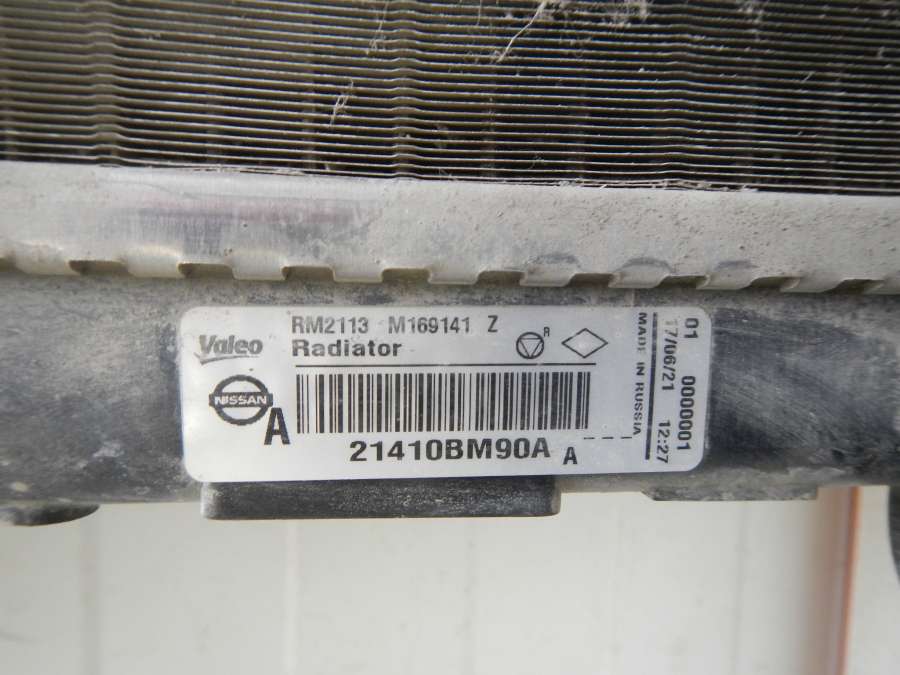 RM2113 M169141 Z
Valeo
Radiator
R
NISSAN
A
21410BM90A A
MADE IN RUSSIA
17/06/21 12:27
01 0000001